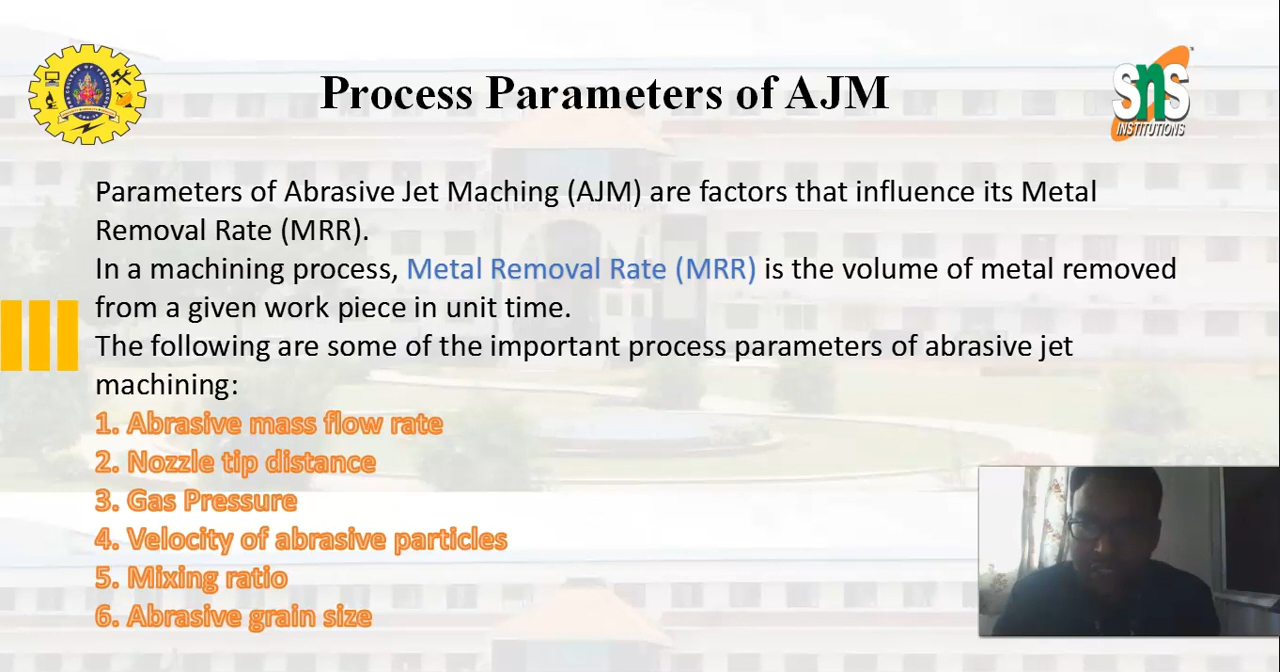 Process Parameters of AJM
SNS
INSTITUTIONS
Parameters of Abrasive Jet Maching (AJM) are factors that influence its Metal
Removal Rate (MRR).
In a machining process, Metal Removal Rate (MRR) is the volume of metal removed
from a given work piece in unit time.
The following are some of the important process parameters of abrasive jet
machining:
1. Abrasive mass flow rate
2. Nozzle tip distance
3. Gas Pressure
4. Velocity of abrasive particles
5. Mixing ratio
6. Abrasive grain size